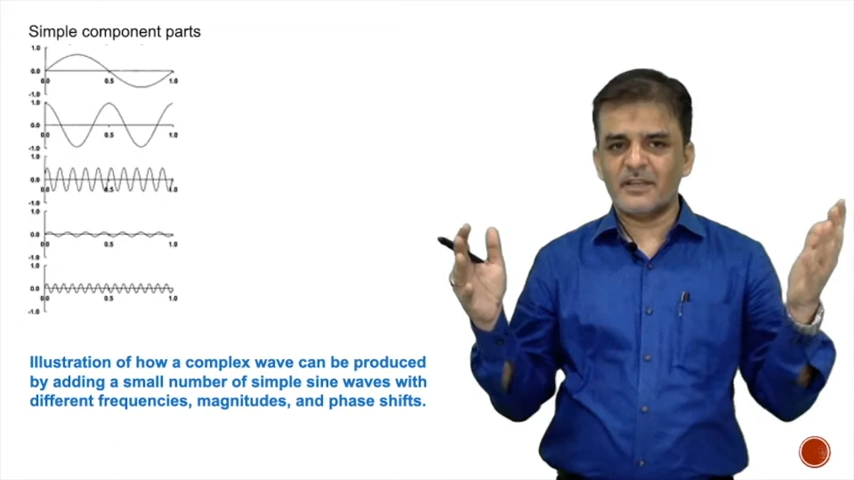 Simple component parts
1.0
0.0
0.0 0.5 1.0
-1.0
1.0
0.0
0.0 0.5 1.0
-1.0
1.0
0.0
0.0 0.5 1.0
-1.0
1.0
0.0
0.5 1.0
-1.0
1.0
0.0
0.0 0.5 1.0
-1.0
Illustration of how a complex wave can be produced
by adding a small number of simple sine waves with
different frequencies, magnitudes, and phase shifts.